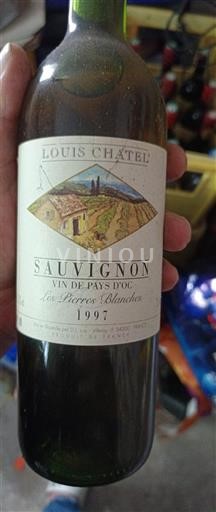 LOUIS CHATEL
VINIOU
SAUVIGNON
VIN DE PAYS D'OC
Les Pierres Blanches
1997
PRODUIT DE FRANCE